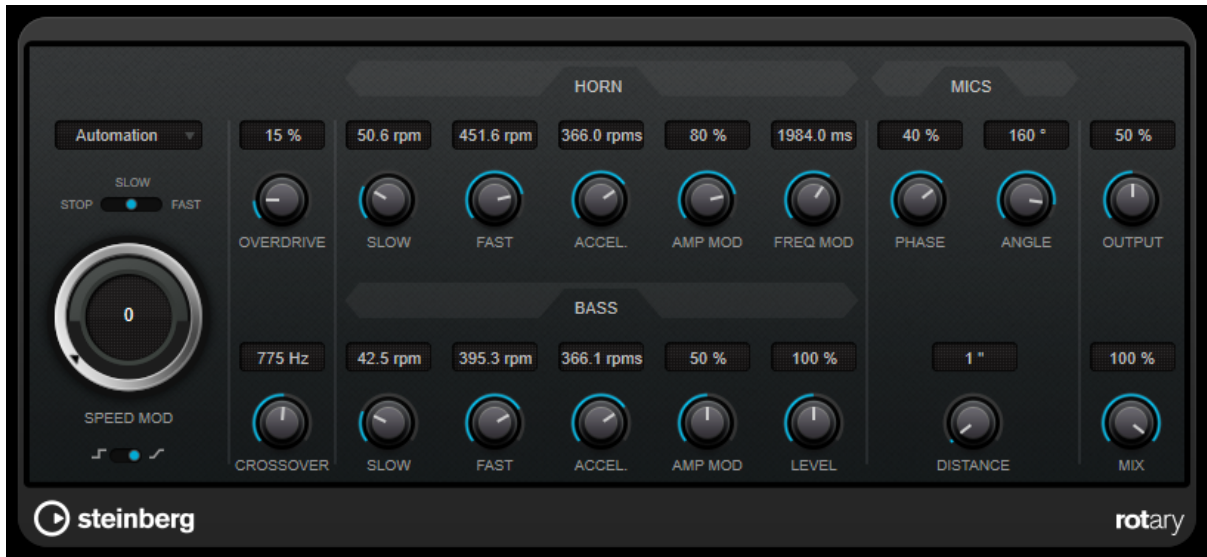 HORN
MICS
Automation
15 %
50.6 rpm
451.6 rpm
366.0 rpms
80 %
1984.0 ms
40 %
160 °
50 %
SLOW
STOP
FAST
OVERDRIVE
SLOW
FAST
ACCEL.
AMP MOD
FREQ MOD
PHASE
ANGLE
OUTPUT
0
BASS
775 Hz
42.5 rpm
395.3 rpm
366.1 rpms
50 %
100 %
1 "
100 %
SPEED MOD
CROSSOVER
SLOW
FAST
ACCEL.
AMP MOD
LEVEL
DISTANCE
MIX
steinberg
rotary